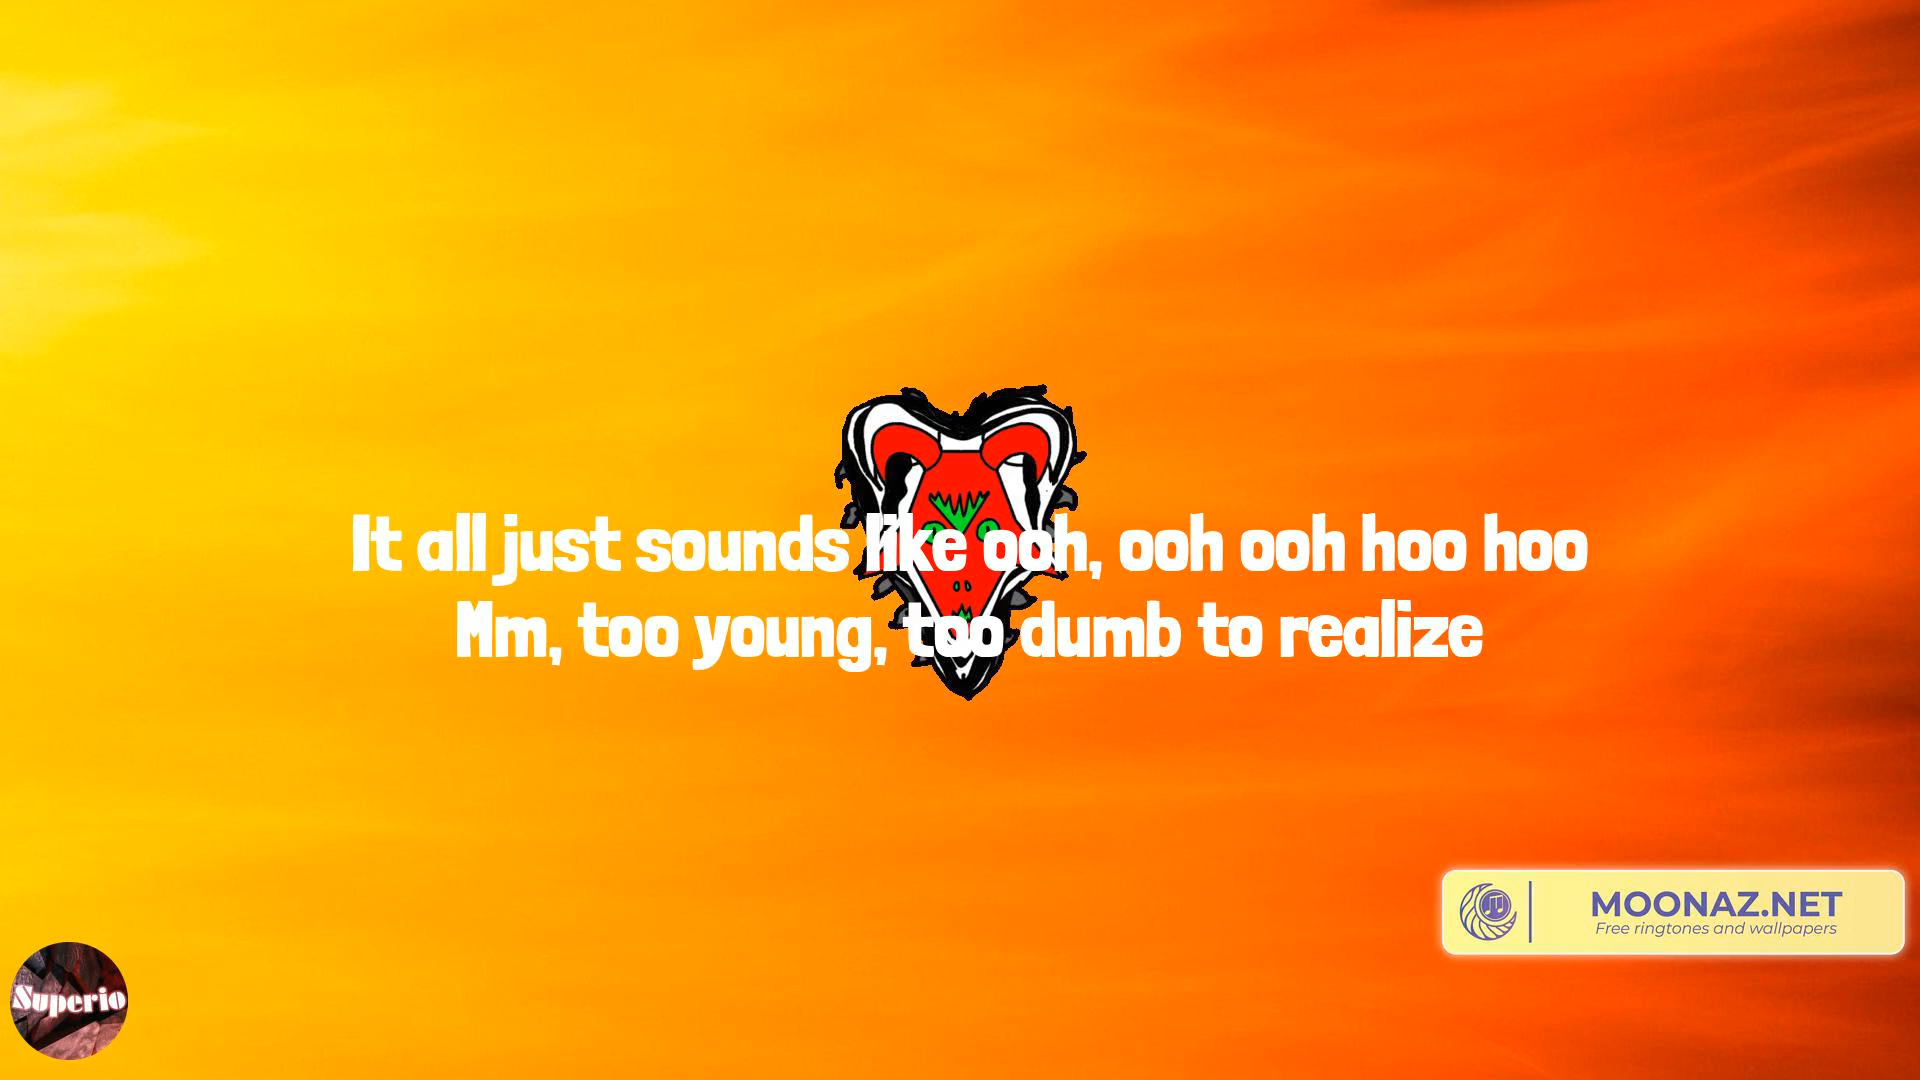 It all just sounds like ooh, ooh ooh hoo hoo
Mm, too young, too dumb to realize
MOONAZ.NET
Free ringtones and wallpapers
Superio